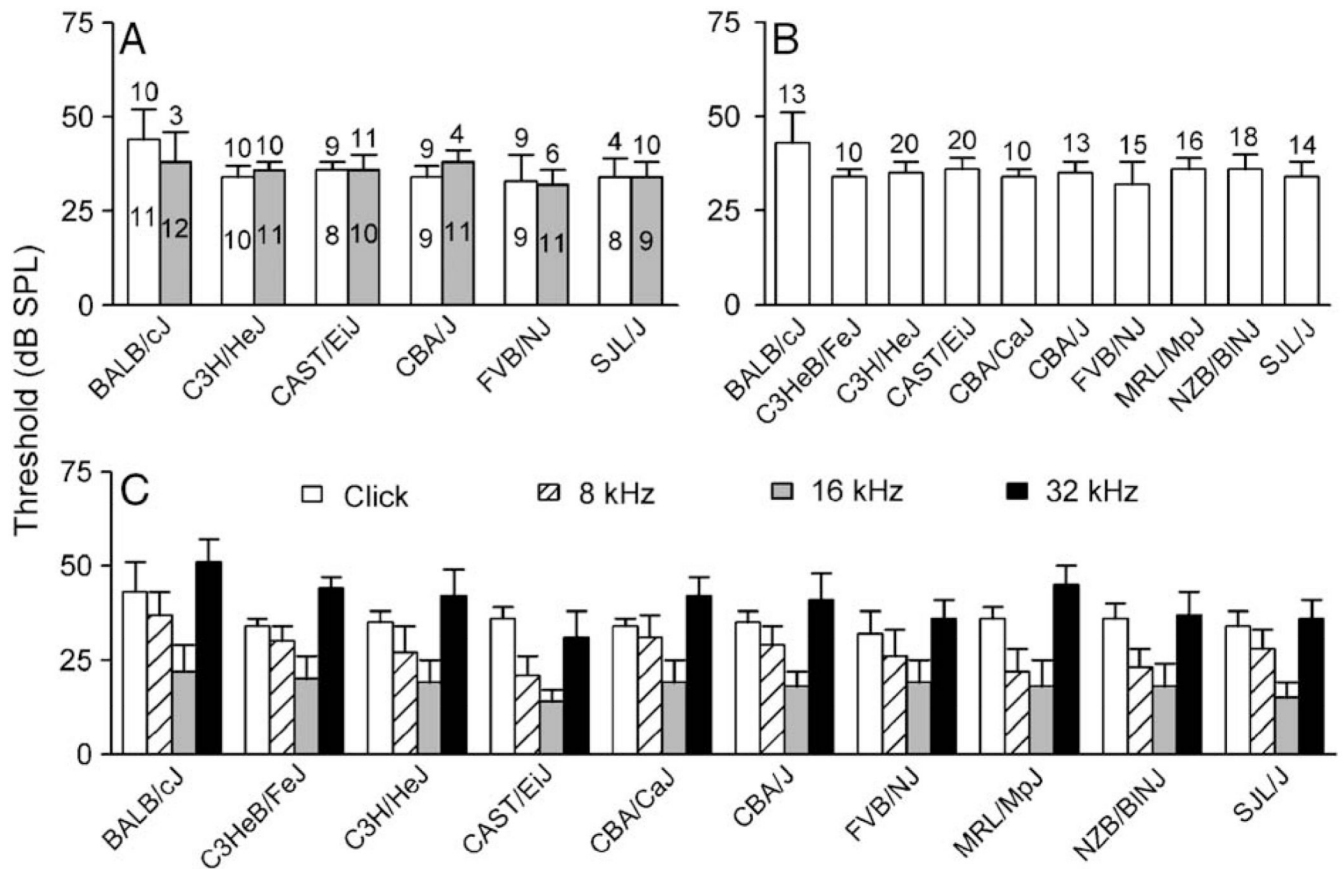 Threshold (dB SPL)
A
75
50
25
0
10 3 10 10 9 11 9 4 9 6 4 10
11 12 10 11 8 10 9 11 9 11 8 9
BALB/cJ
C3H/HeJ
CAST/EiJ
CBA/J
FVB/NJ
SJL/J
B
75
50
25
0
13 10 20 20 10 13 15 16 18 14
BALB/cJ
C3HeB/FeJ
C3H/HeJ
CAST/EiJ
CBA/CaJ
CBA/J
FVB/NJ
MRL/MpJ
NZB/BlNJ
SJL/J
C
Click 8 kHz 16 kHz 32 kHz
75
50
25
0
BALB/cJ
C3HeB/FeJ
C3H/HeJ
CAST/EiJ
CBA/CaJ
CBA/J
FVB/NJ
MRL/MpJ
NZB/BlNJ
SJL/J